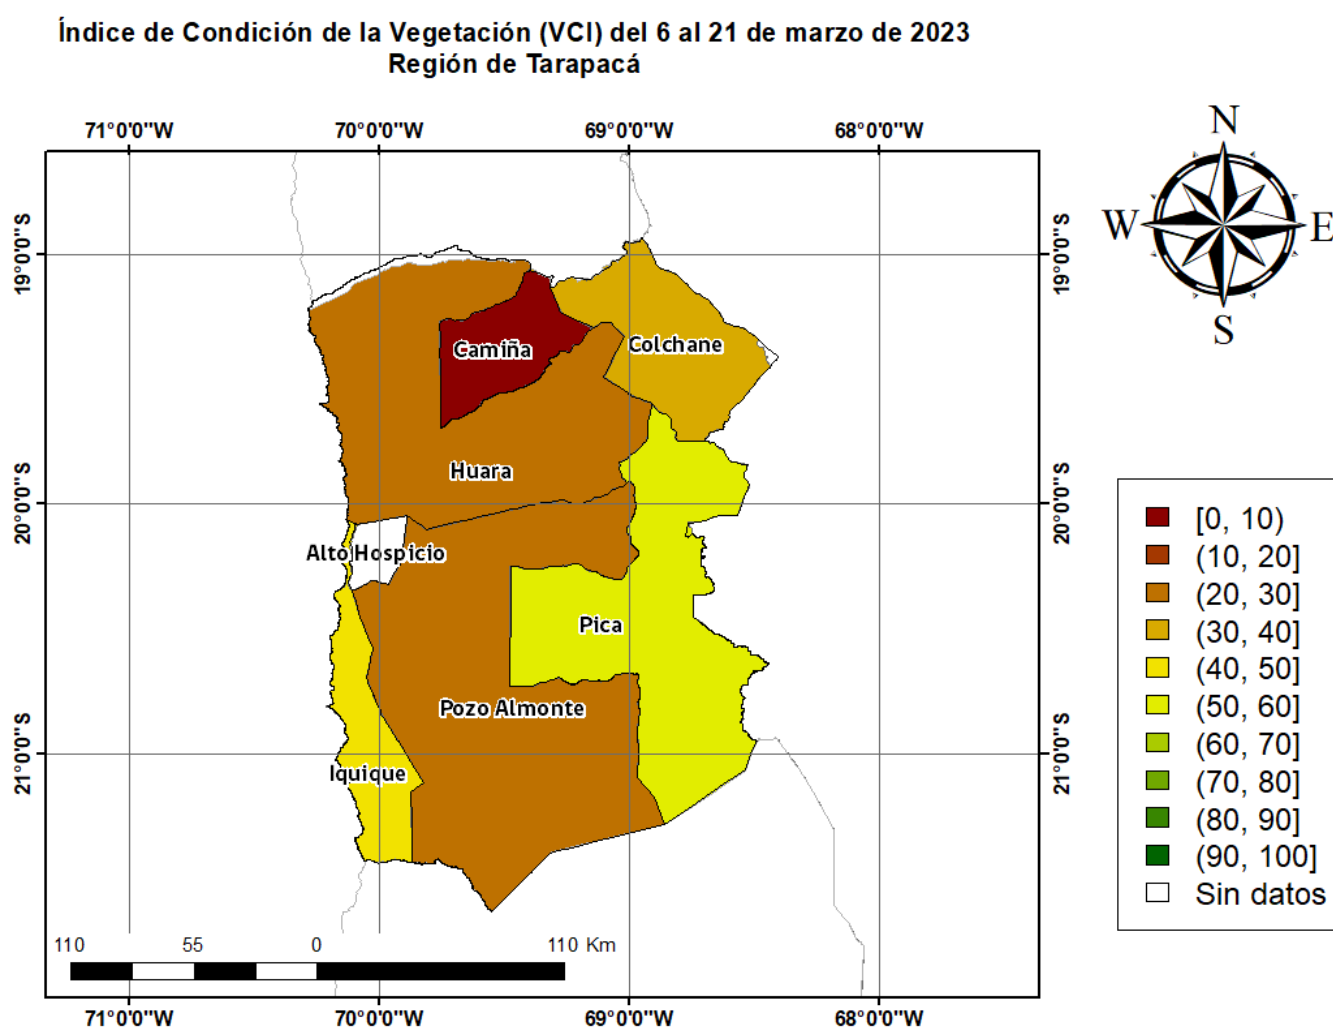 Índice de Condición de la Vegetación (VCI) del 6 al 21 de marzo de 2023
Región de Tarapacá
71°0'0"W 70°0'0"W 69°0'0"W 68°0'0"W
N
W E
S
19°0'0"S 19°0'0"S
Camiña
Colchane
Huara
20°0'0"S 20°0'0"S
Alto Hospicio
Pica
Pozo Almonte
21°0'0"S 21°0'0"S
Iquique
[0, 10)
(10, 20]
(20, 30]
(30, 40]
(40, 50]
(50, 60]
(60, 70]
(70, 80]
(80, 90]
(90, 100]
Sin datos
110 55 0 110 Km
71°0'0"W 70°0'0"W 69°0'0"W 68°0'0"W